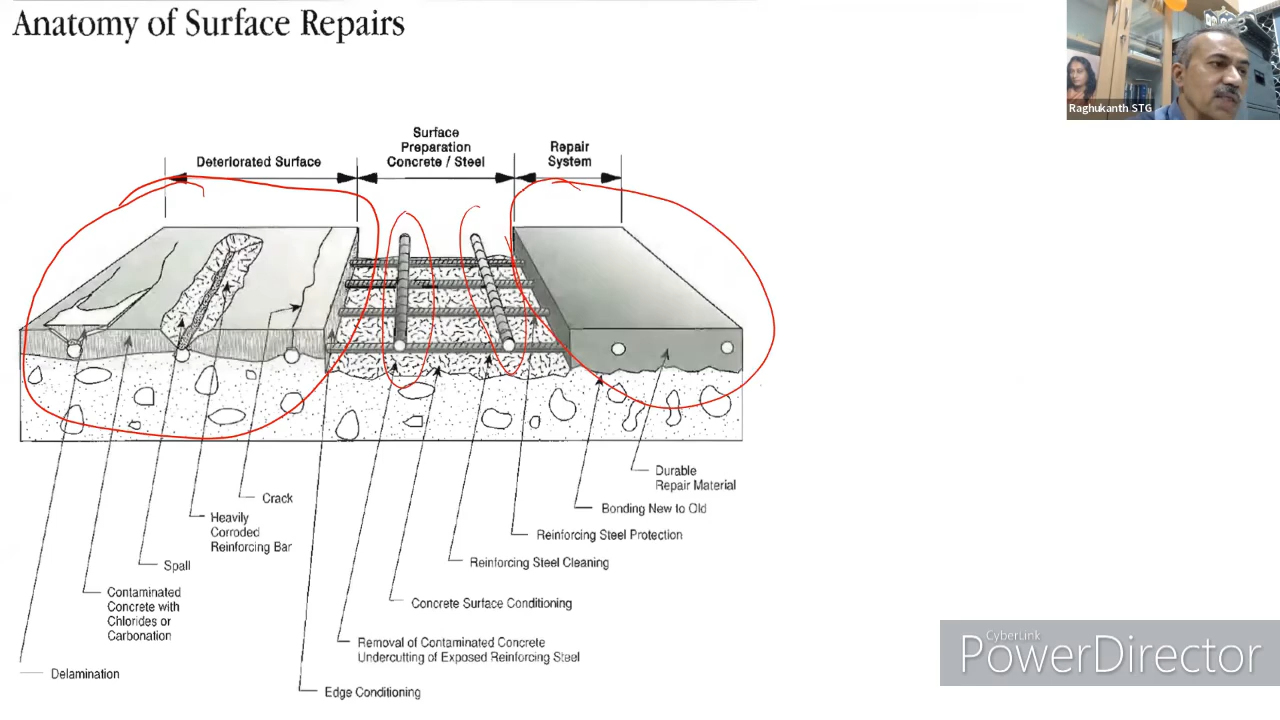 Anatomy of Surface Repairs
Raghukanth STG
Deteriorated Surface
Surface
Preparation
Concrete / Steel
Repair
System
Durable
Repair Material
Bonding New to Old
Reinforcing Steel Protection
Reinforcing Steel Cleaning
Concrete Surface Conditioning
Removal of Contaminated Concrete
Undercutting of Exposed Reinforcing Steel
Edge Conditioning
Crack
Heavily
Corroded
Reinforcing Bar
Spall
Contaminated
Concrete with
Chlorides or
Carbonation
Delamination
CyberLink
PowerDirector